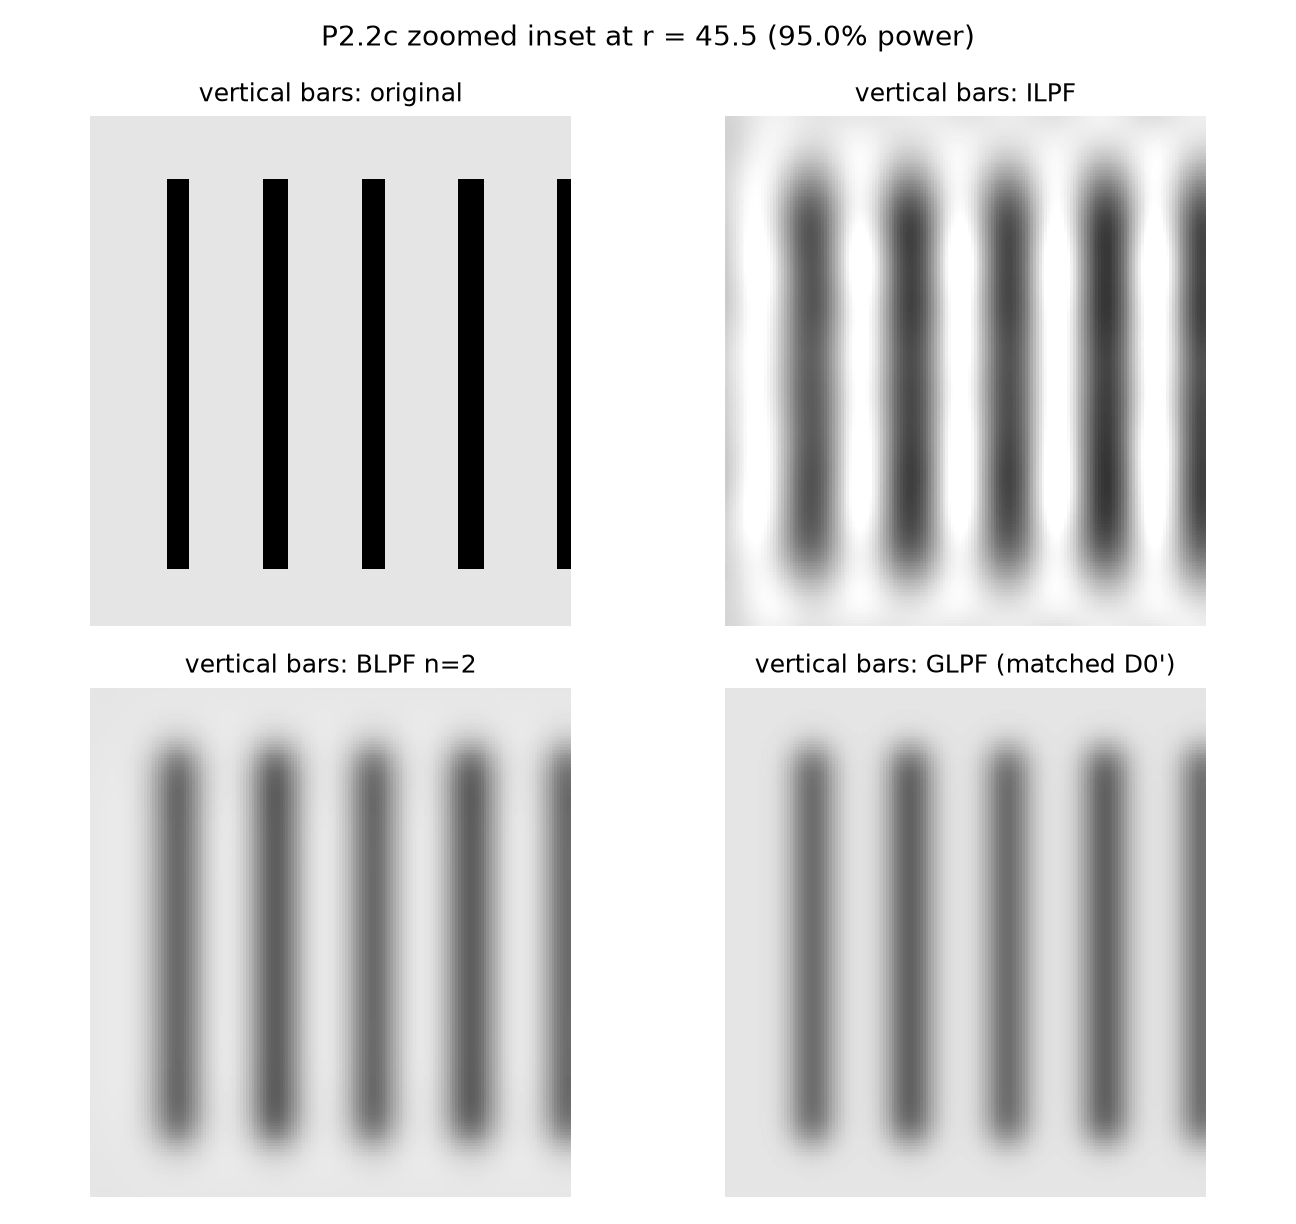 P2.2c zoomed inset at r = 45.5 (95.0% power)
vertical bars: original
vertical bars: ILPF
vertical bars: BLPF n=2
vertical bars: GLPF (matched D0')